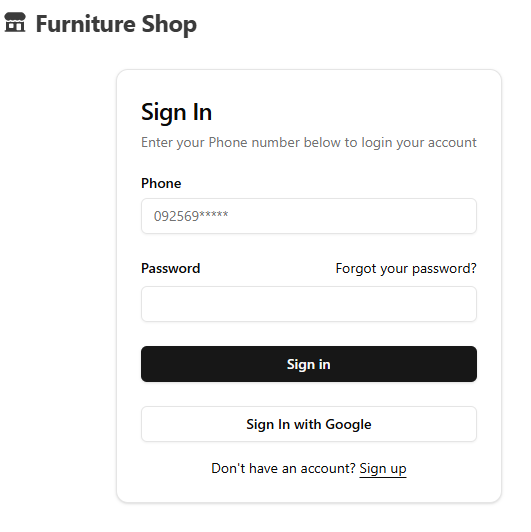 Furniture Shop
Sign In
Enter your Phone number below to login your account
Phone
092569*****
Password Forgot your password?
Sign in
Sign In with Google
Don't have an account? Sign up